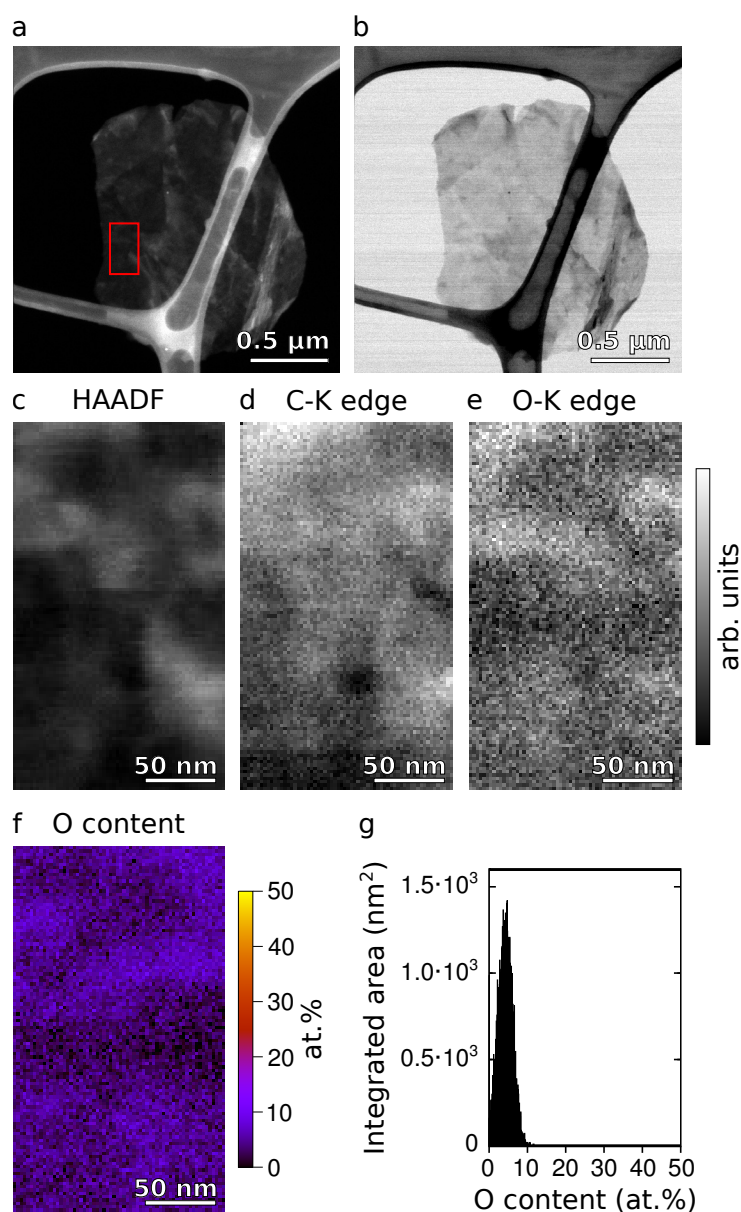 a
b
0.5 µm
0.5 µm
c HAADF
d C-K edge
e O-K edge
50 nm
50 nm
50 nm
arb. units
f O content
50
40
30
20
10
0
at.%
50 nm
g
Integrated area (nm²)
1.5·10³
1.0·10³
0.5·10³
0
0 10 20 30 40 50
O content (at.%)